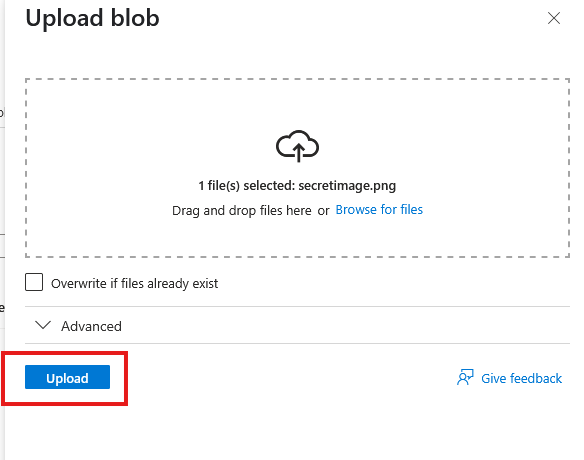 Upload blob
1 file(s) selected: secretimage.png
Drag and drop files here or Browse for files
Overwrite if files already exist
Advanced
Upload
Give feedback